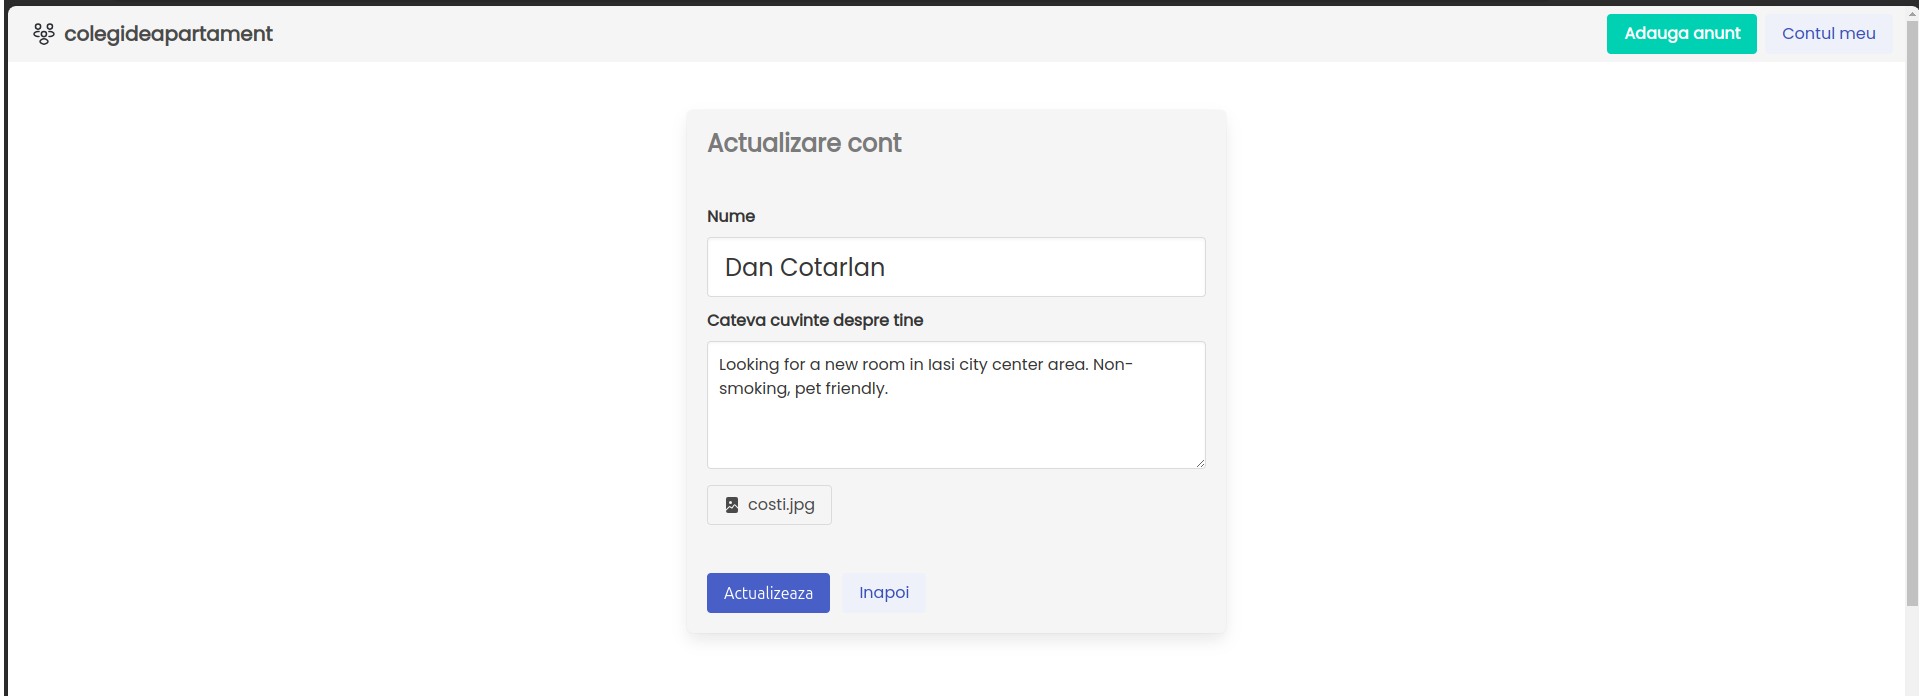 colegideapartament
Adauga anunt
Contul meu
Actualizare cont
Nume
Dan Cotarlan
Cateva cuvinte despre tine
Looking for a new room in Iasi city center area. Non-
smoking, pet friendly.
costi.jpg
Actualizeaza
Inapoi